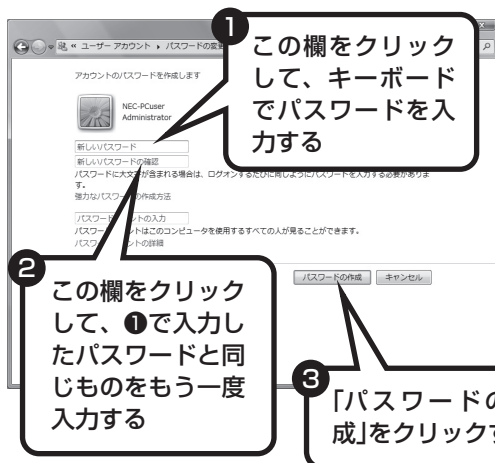 ❶
この欄をクリック
して、キーボード
でパスワードを入
力する
ユーザー アカウント ▸ パスワードの変更
アカウントのパスワードを作成します
NEC-PCuser
Administrator
新しいパスワード
新しいパスワードの確認
パスワードに大文字が含まれる場合は、ログオンするたびに同じようにパスワードを入力する必要がありま
す。
強力なパスワードの作成方法
パスワード ヒントの入力
パスワード ヒントはこのコンピュータを使用するすべての人が見ることができます。
パスワード ヒントの詳細
パスワードの作成
キャンセル
❷
この欄をクリック
して、❶で入力し
たパスワードと同
じものをもう一度
入力する
❸
「パスワードの
成」をクリックす